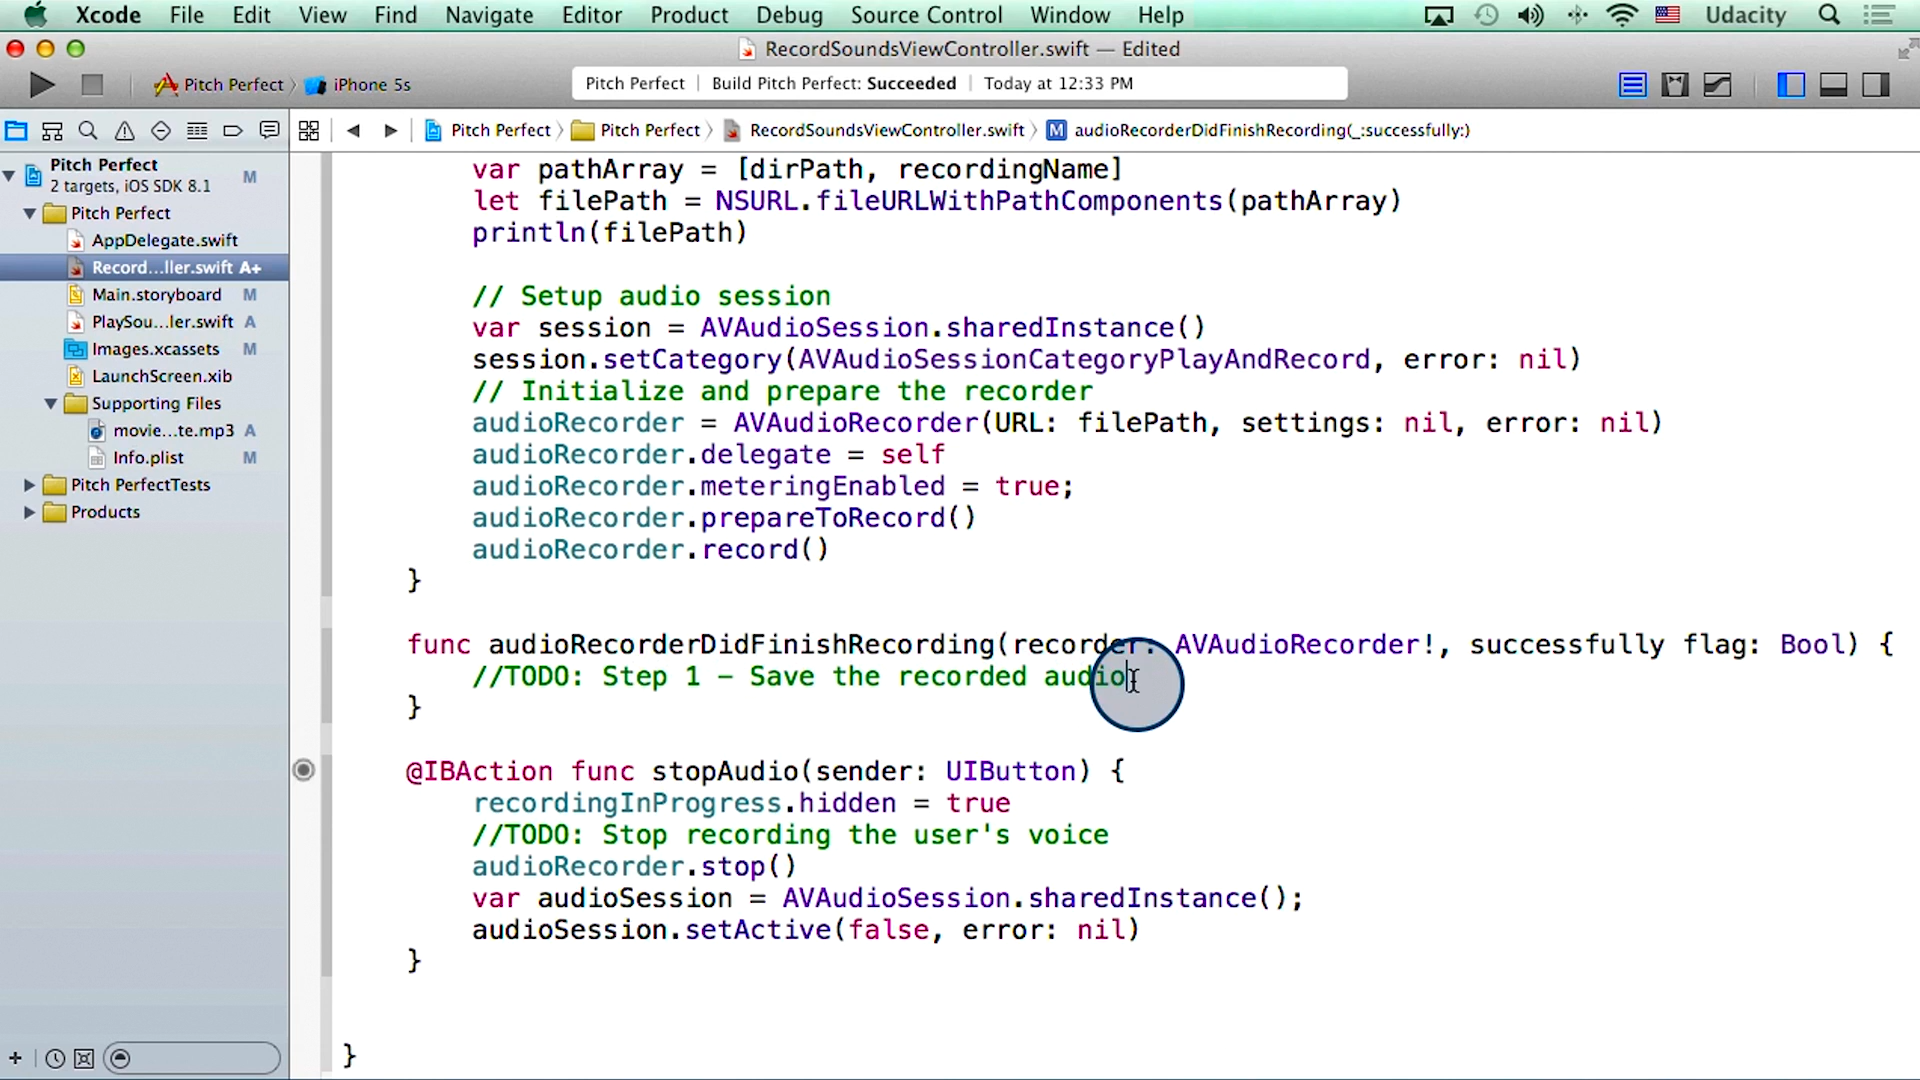 Xcode File Edit View Find Navigate Editor Product Debug Source Control Window Help Udacity
RecordSoundsViewController.swift — Edited
Pitch Perfect iPhone 5s
Pitch Perfect | Build Pitch Perfect: Succeeded | Today at 12:33 PM
Pitch Perfect Pitch Perfect RecordSoundsViewController.swift M audioRecorderDidFinishRecording(_:successfully:)
Pitch Perfect M
2 targets, iOS SDK 8.1
Pitch Perfect
AppDelegate.swift
Record...ller.swift A+
Main.storyboard M
PlaySou...ler.swift A
Images.xcassets M
LaunchScreen.xib
Supporting Files
movie...te.mp3 A
Info.plist M
Pitch PerfectTests
Products
var pathArray = [dirPath, recordingName]
let filePath = NSURL.fileURLWithPathComponents(pathArray)
println(filePath)
// Setup audio session
var session = AVAudioSession.sharedInstance()
session.setCategory(AVAudioSessionCategoryPlayAndRecord, error: nil)
// Initialize and prepare the recorder
audioRecorder = AVAudioRecorder(URL: filePath, settings: nil, error: nil)
audioRecorder.delegate = self
audioRecorder.meteringEnabled = true;
audioRecorder.prepareToRecord()
audioRecorder.record()
}
func audioRecorderDidFinishRecording(recorder: AVAudioRecorder!, successfully flag: Bool) {
//TODO: Step 1 - Save the recorded audio
}
@IBAction func stopAudio(sender: UIButton) {
recordingInProgress.hidden = true
//TODO: Stop recording the user's voice
audioRecorder.stop()
var audioSession = AVAudioSession.sharedInstance();
audioSession.setActive(false, error: nil)
}
}